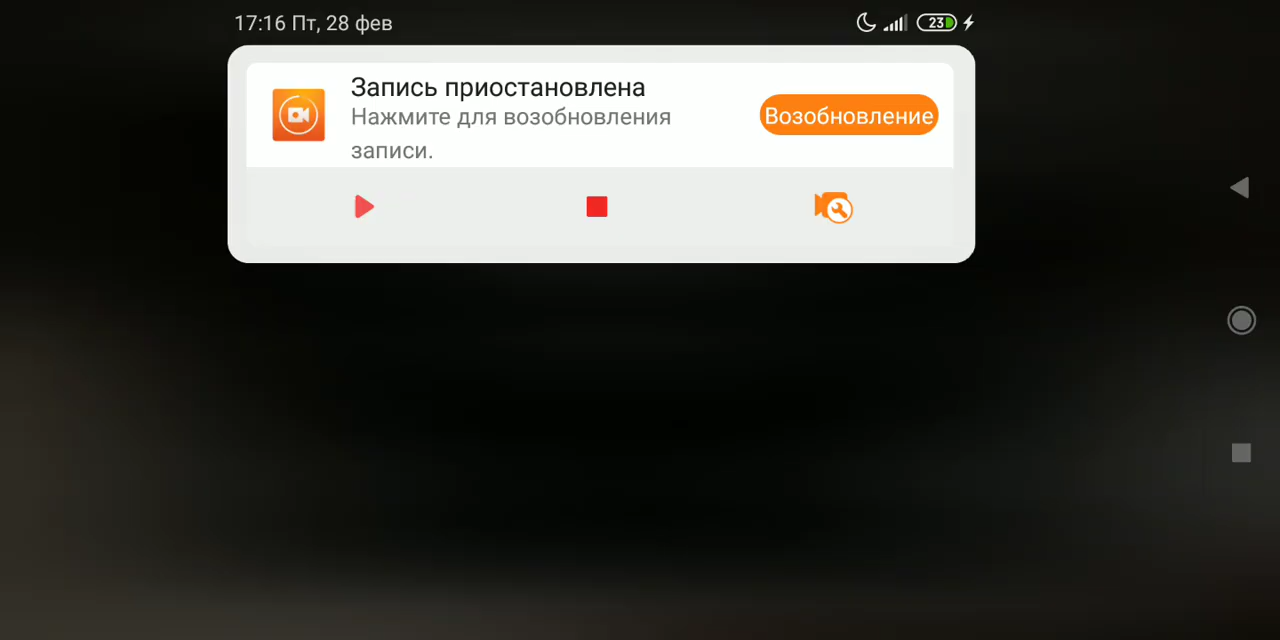 17:16 Пт, 28 фев
23
Запись приостановлена
Нажмите для возобновления
записи.
Возобновление